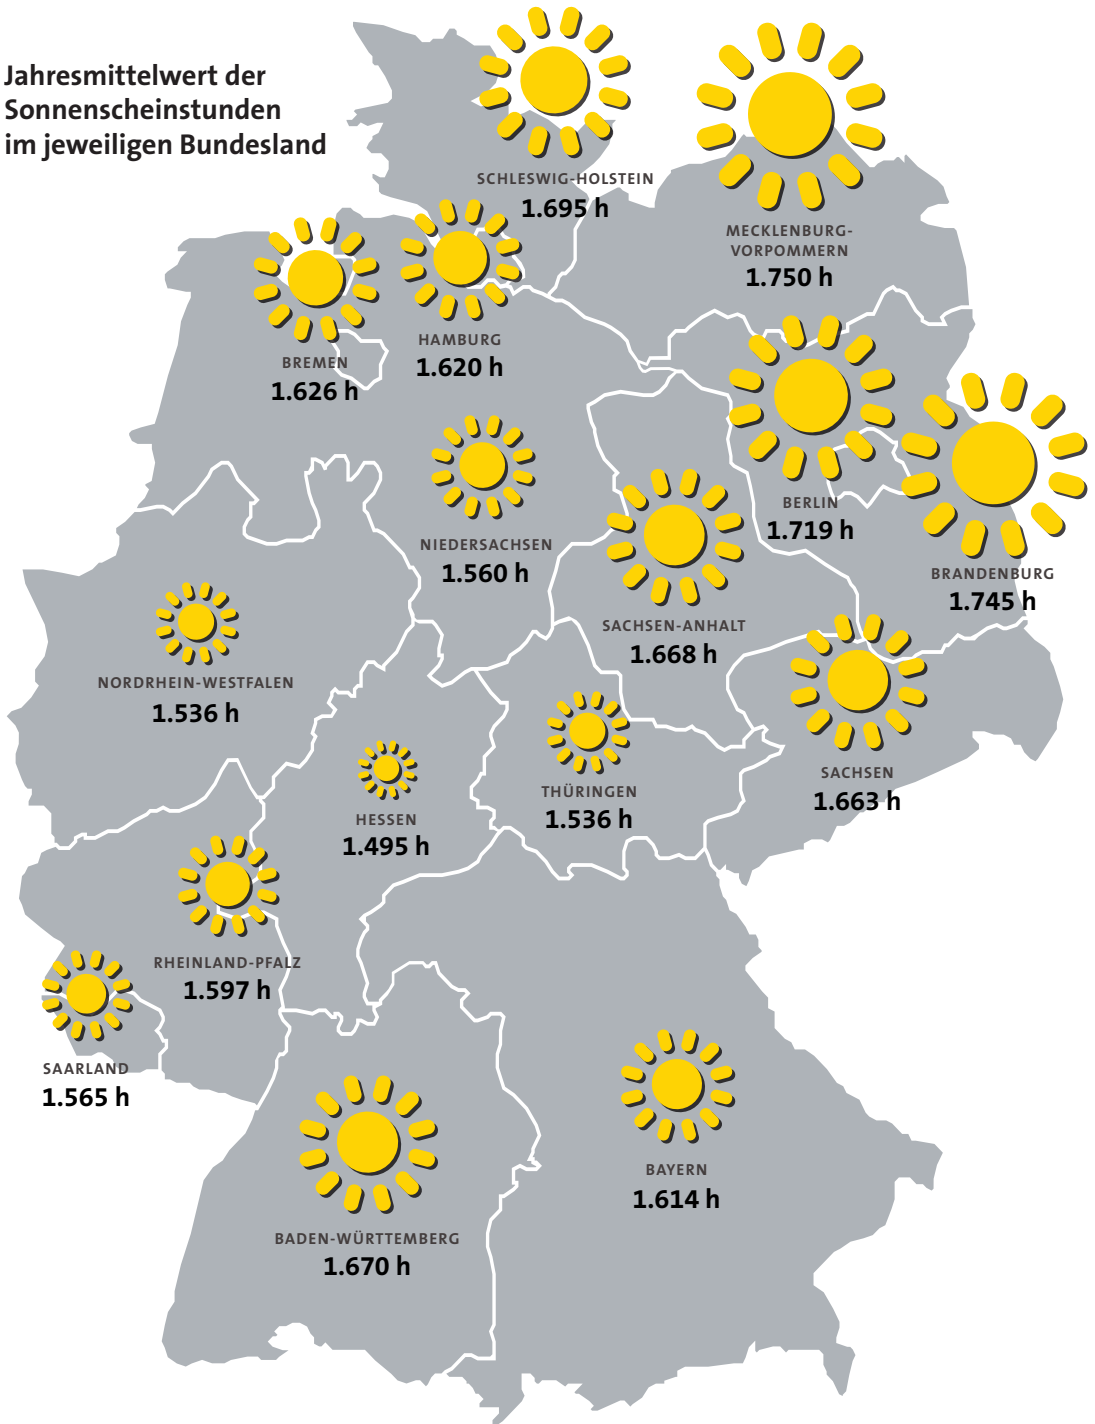 Jahresmittelwert der
Sonnenscheinstunden
im jeweiligen Bundesland
SCHLESWIG-HOLSTEIN
1.695 h
MECKLENBURG-
VORPOMMERN
1.750 h
HAMBURG
1.620 h
BREMEN
1.626 h
BERLIN
1.719 h
NIEDERSACHSEN
1.560 h
BRANDENBURG
1.745 h
SACHSEN-ANHALT
1.668 h
NORDRHEIN-WESTFALEN
1.536 h
SACHSEN
1.663 h
THÜRINGEN
1.536 h
HESSEN
1.495 h
RHEINLAND-PFALZ
1.597 h
SAARLAND
1.565 h
BAYERN
1.614 h
BADEN-WÜRTTEMBERG
1.670 h